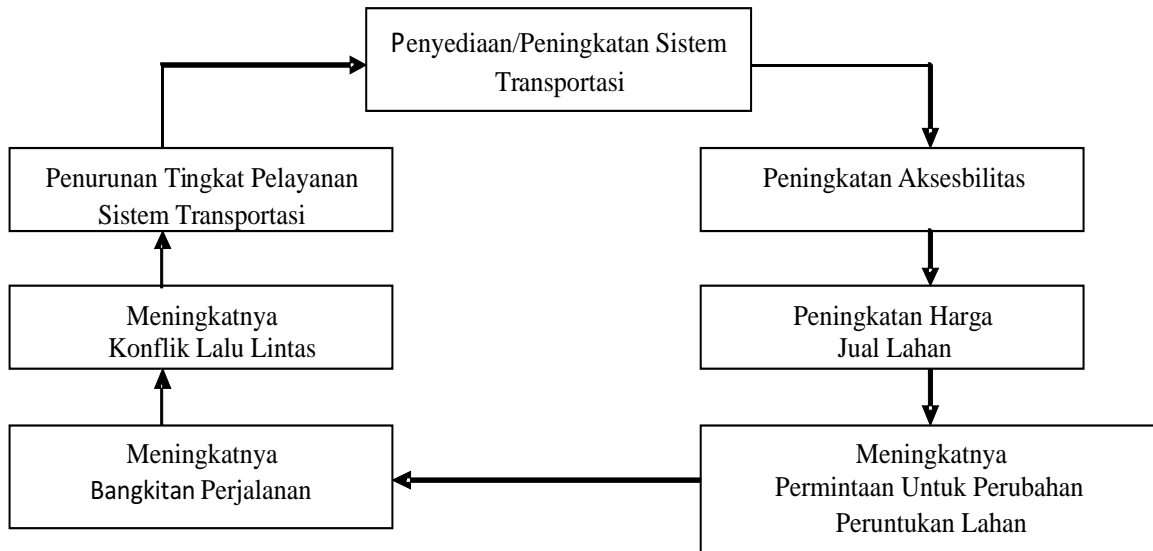 Penyediaan/Peningkatan Sistem
Transportasi
Peningkatan Aksesbilitas
Peningkatan Harga
Jual Lahan
Meningkatnya
Permintaan Untuk Perubahan
Peruntukan Lahan
Meningkatnya
Bangkitan Perjalanan
Meningkatnya
Konflik Lalu Lintas
Penurunan Tingkat Pelayanan
Sistem Transportasi